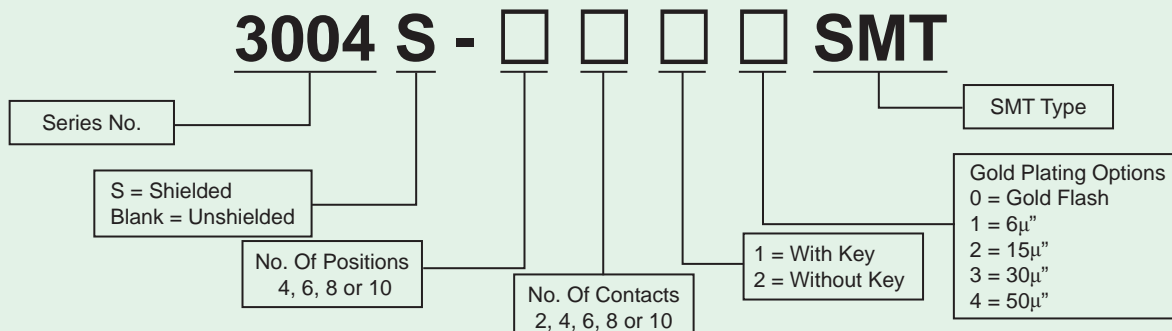 3004 S - □ □ □ □ SMT
Series No.
SMT Type
S = Shielded
Blank = Unshielded
No. Of Positions
4, 6, 8 or 10
No. Of Contacts
2, 4, 6, 8 or 10
1 = With Key
2 = Without Key
Gold Plating Options
0 = Gold Flash
1 = 6μ”
2 = 15μ”
3 = 30μ”
4 = 50μ”